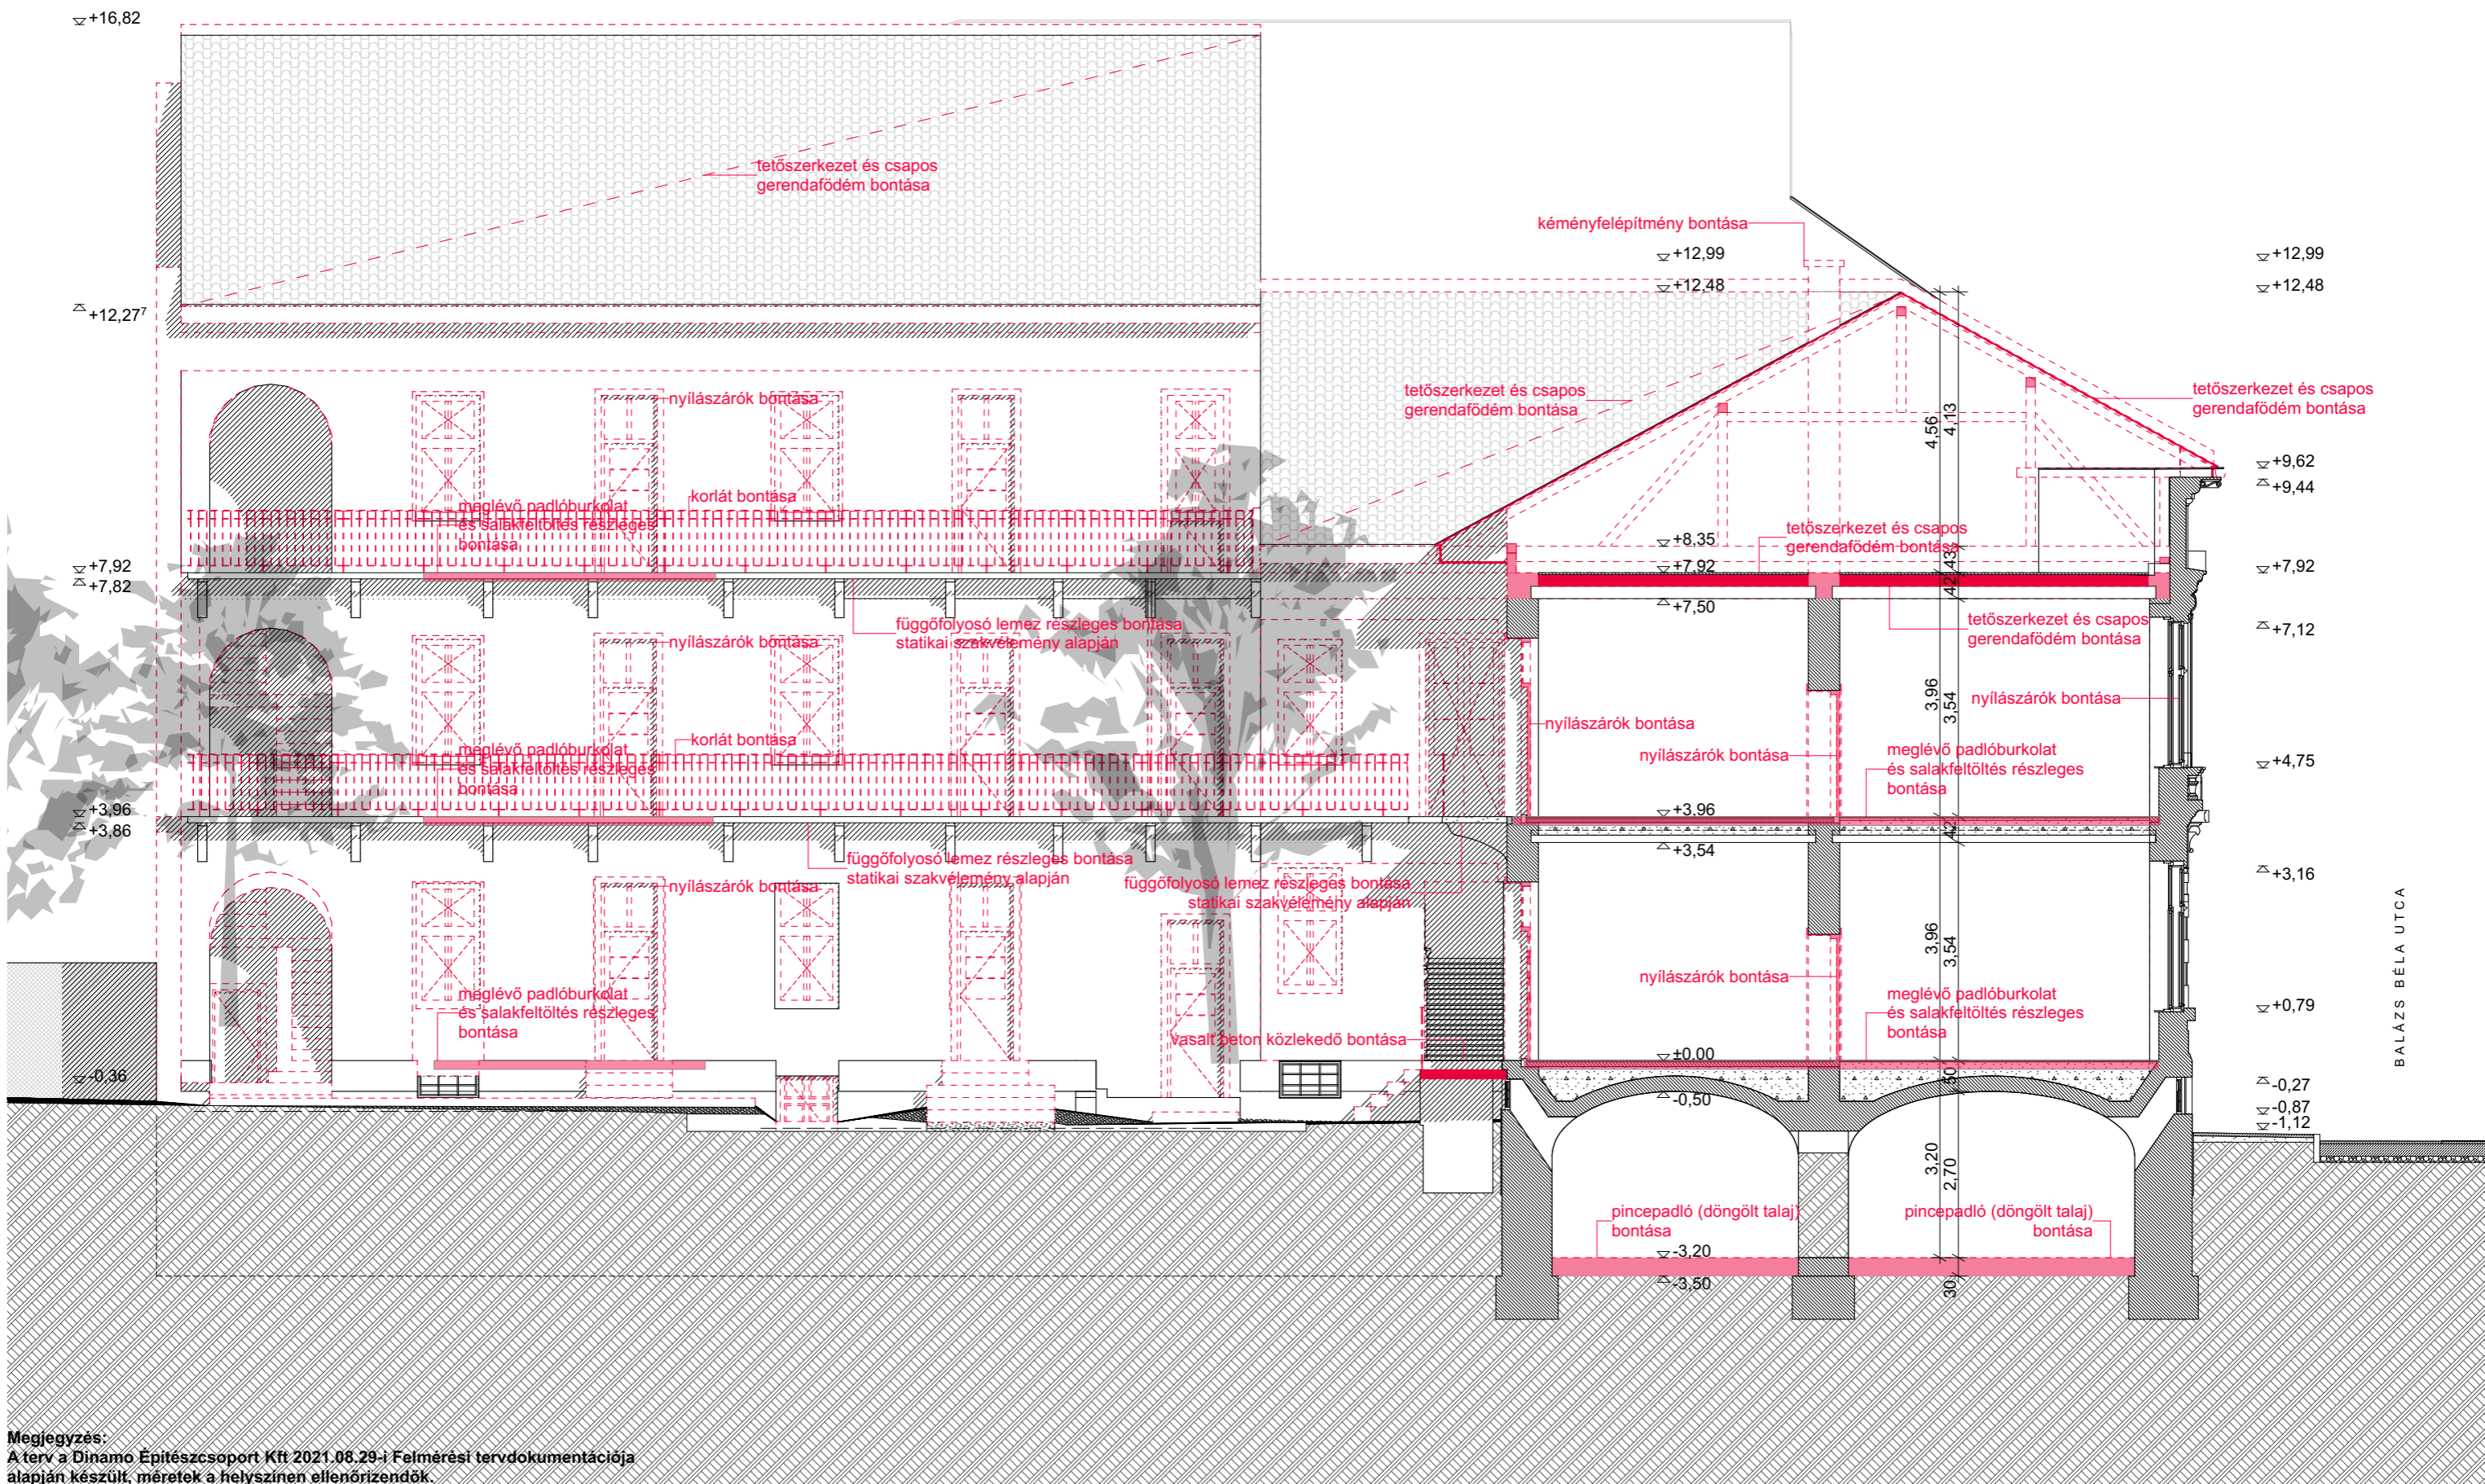 +16,82
tetőszerkezet és csapos
gerendafödém bontása
kéményfelépítmény bontása
+12,99
+12,48
+12,99
+12,48
+12,27⁷
nyílászárók bontása
tetőszerkezet és csapos
gerendafödém bontása
4,56
4,13
tetőszerkezet és csapos
gerendafödém bontása
+9,62
+9,44
meglévő padlóburkolat
és salakfeltöltés részleges
bontása
korlát bontása
+8,35
+7,92
tetőszerkezet és csapos
gerendafödém bontása
43
42
+7,92
+7,82
+7,92
+7,50
függőfolyosó lemez részleges bontása
statikai szakvélemény alapján
nyílászárók bontása
tetőszerkezet és csapos
gerendafödém bontása
+7,12
3,96
3,54
nyílászárók bontása
nyílászárók bontása
nyílászárók bontása
meglévő padlóburkolat
és salakfeltöltés részleges
bontása
korlát bontása
meglévő padlóburkolat
és salakfeltöltés részleges
bontása
+4,75
+3,96
+3,86
+3,96
42
+3,54
függőfolyosó lemez részleges bontása
statikai szakvélemény alapján
nyílászárók bontása
függőfolyosó lemez részleges bontása
statikai szakvélemény alapján
+3,16
3,96
3,54
nyílászárók bontása
meglévő padlóburkolat
és salakfeltöltés részleges
bontása
meglévő padlóburkolat
és salakfeltöltés részleges
bontása
+0,79
BALÁZS BÉLA UTCA
vasalt beton közlekedő bontása
±0,00
-0,36
50
-0,50
-0,27
-0,87
-1,12
3,20
2,70
pincepadló (döngölt talaj)
bontása
pincepadló (döngölt talaj)
bontása
-3,20
-3,50
30
Megjegyzés:
A terv a Dinamo Építészcsoport Kft 2021.08.29-i Felmérési tervdokumentációja
alapján készült, méretek a helyszínen ellenőrizendők.